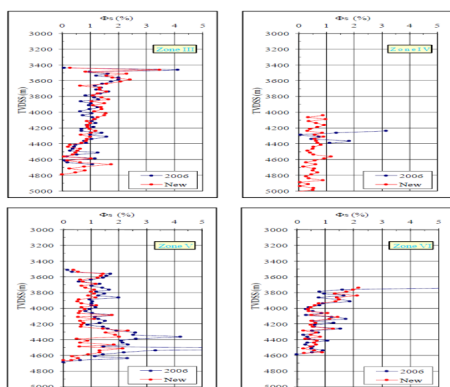 Φs (%)
0 1 2 3 4 5
3000
3200
3400
3600
3800
4000
4200
4400
4600
4800
5000
TVDSS(m)
Zone III
2006
New
Φs (%)
0 1 2 3 4 5
3000
3200
3400
3600
3800
4000
4200
4400
4600
4800
5000
TVDSS(m)
Zone IV
2006
New
Φs (%)
0 1 2 3 4 5
3000
3200
3400
3600
3800
4000
4200
4400
4600
4800
5000
TVDSS(m)
Zone V
2006
New
Φs (%)
0 1 2 3 4 5
3000
3200
3400
3600
3800
4000
4200
4400
4600
4800
5000
TVDSS(m)
Zone VI
2006
New